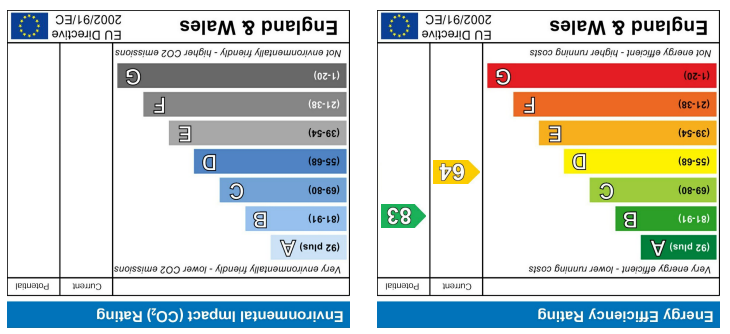 Energy Efficiency Rating
Current Potential
Very energy efficient - lower running costs
(92 plus) A
(81-91) B
(69-80) C
(55-68) D
(39-54) E
(21-38) F
(1-20) G
64
83
Not energy efficient - higher running costs
England & Wales
EU Directive
2002/91/EC
Environmental Impact (CO₂) Rating
Current Potential
Very environmentally friendly - lower CO2 emissions
(92 plus) A
(81-91) B
(69-80) C
(55-68) D
(39-54) E
(21-38) F
(1-20) G
Not environmentally friendly - higher CO2 emissions
England & Wales
EU Directive
2002/91/EC